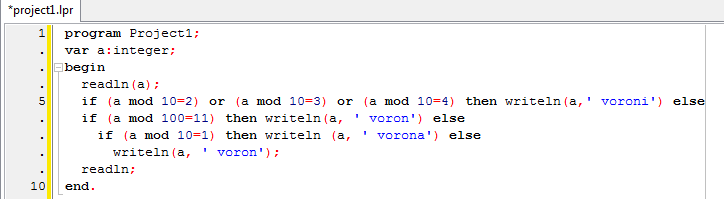 *project1.lpr
1 program Project1;
. var a:integer;
. begin
. readln(a);
5 if (a mod 10=2) or (a mod 10=3) or (a mod 10=4) then writeln(a,' voroni') else
. if (a mod 100=11) then writeln(a, ' voron') else
. if (a mod 10=1) then writeln (a, ' vorona') else
. writeln(a, ' voron');
. readln;
10 end.